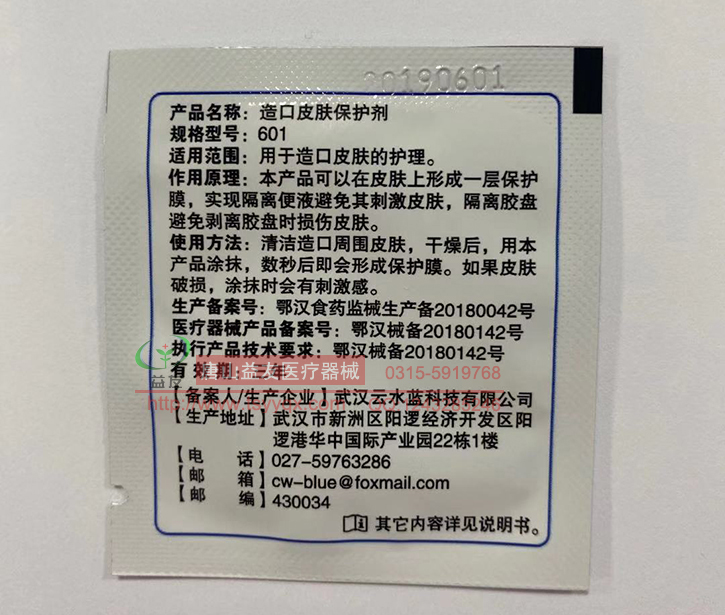 20190601
产品名称：造口皮肤保护剂
规格型号：601
适用范围：用于造口皮肤的护理。
作用原理：本产品可以在皮肤上形成一层保护
膜，实现隔离便液避免其刺激皮肤，隔离胶盘
避免剥离胶盘时损伤皮肤。
使用方法：清洁造口周围皮肤，干燥后，用本
产品涂抹，数秒后即会形成保护膜。如果皮肤
破损，涂抹时会有刺激感。
生产备案号：鄂汉食药监械生产备20180042号
医疗器械产品备案号：鄂汉械备20180142号
执行产品技术要求：鄂汉械备20180142号
有效期：三年
唐山益友医疗器械 0315-5919768
益友
【备案人/生产企业】武汉云水蓝科技有限公司
【生产地址】武汉市新洲区阳逻经济开发区阳
逻港华中国际产业园22栋1楼
【电话】027-59763286
【邮箱】cw-blue@foxmail.com
【邮编】430034
其它内容详见说明书。